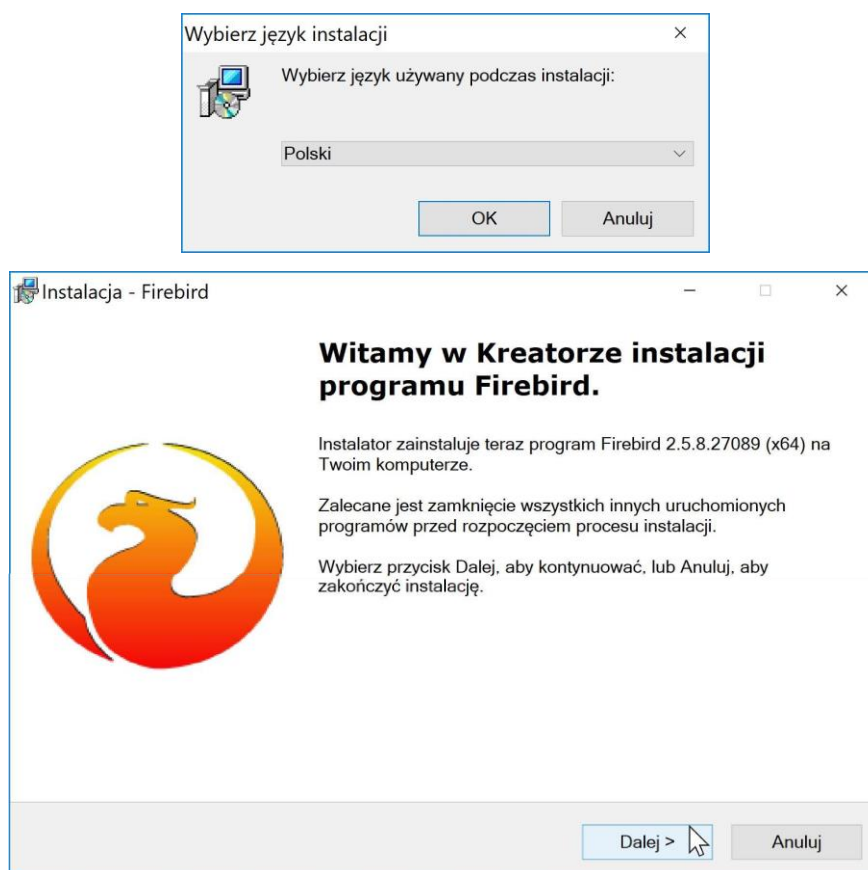 Wybierz język instalacji
Wybierz język używany podczas instalacji:
Polski
OK Anuluj
Instalacja - Firebird
Witamy w Kreatorze instalacji
programu Firebird.
Instalator zainstaluje teraz program Firebird 2.5.8.27089 (x64) na
Twoim komputerze.
Zalecane jest zamknięcie wszystkich innych uruchomionych
programów przed rozpoczęciem procesu instalacji.
Wybierz przycisk Dalej, aby kontynuować, lub Anuluj, aby
zakończyć instalację.
Dalej > Anuluj